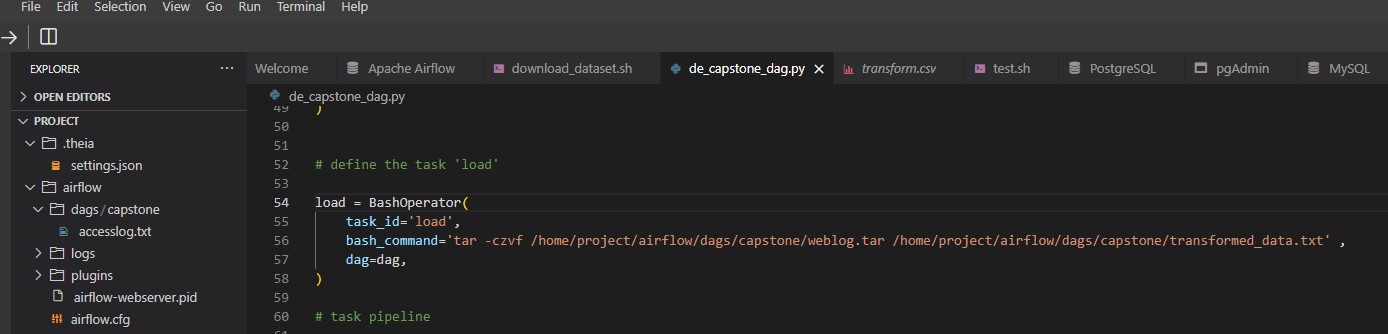 File Edit Selection View Go Run Terminal Help
EXPLORER ...
Welcome Apache Airflow download_dataset.sh de_capstone_dag.py transform.csv test.sh PostgreSQL pgAdmin MySQL
OPEN EDITORS
PROJECT
.theia
settings.json
airflow
dags/capstone
accesslog.txt
logs
plugins
airflow-webserver.pid
airflow.cfg
de_capstone_dag.py
49 )
50
51
52 # define the task 'load'
53
54 load = BashOperator(
55 task_id='load',
56 bash_command='tar -czvf /home/project/airflow/dags/capstone/weblog.tar /home/project/airflow/dags/capstone/transformed_data.txt' ,
57 dag=dag,
58 )
59
60 # task pipeline
61